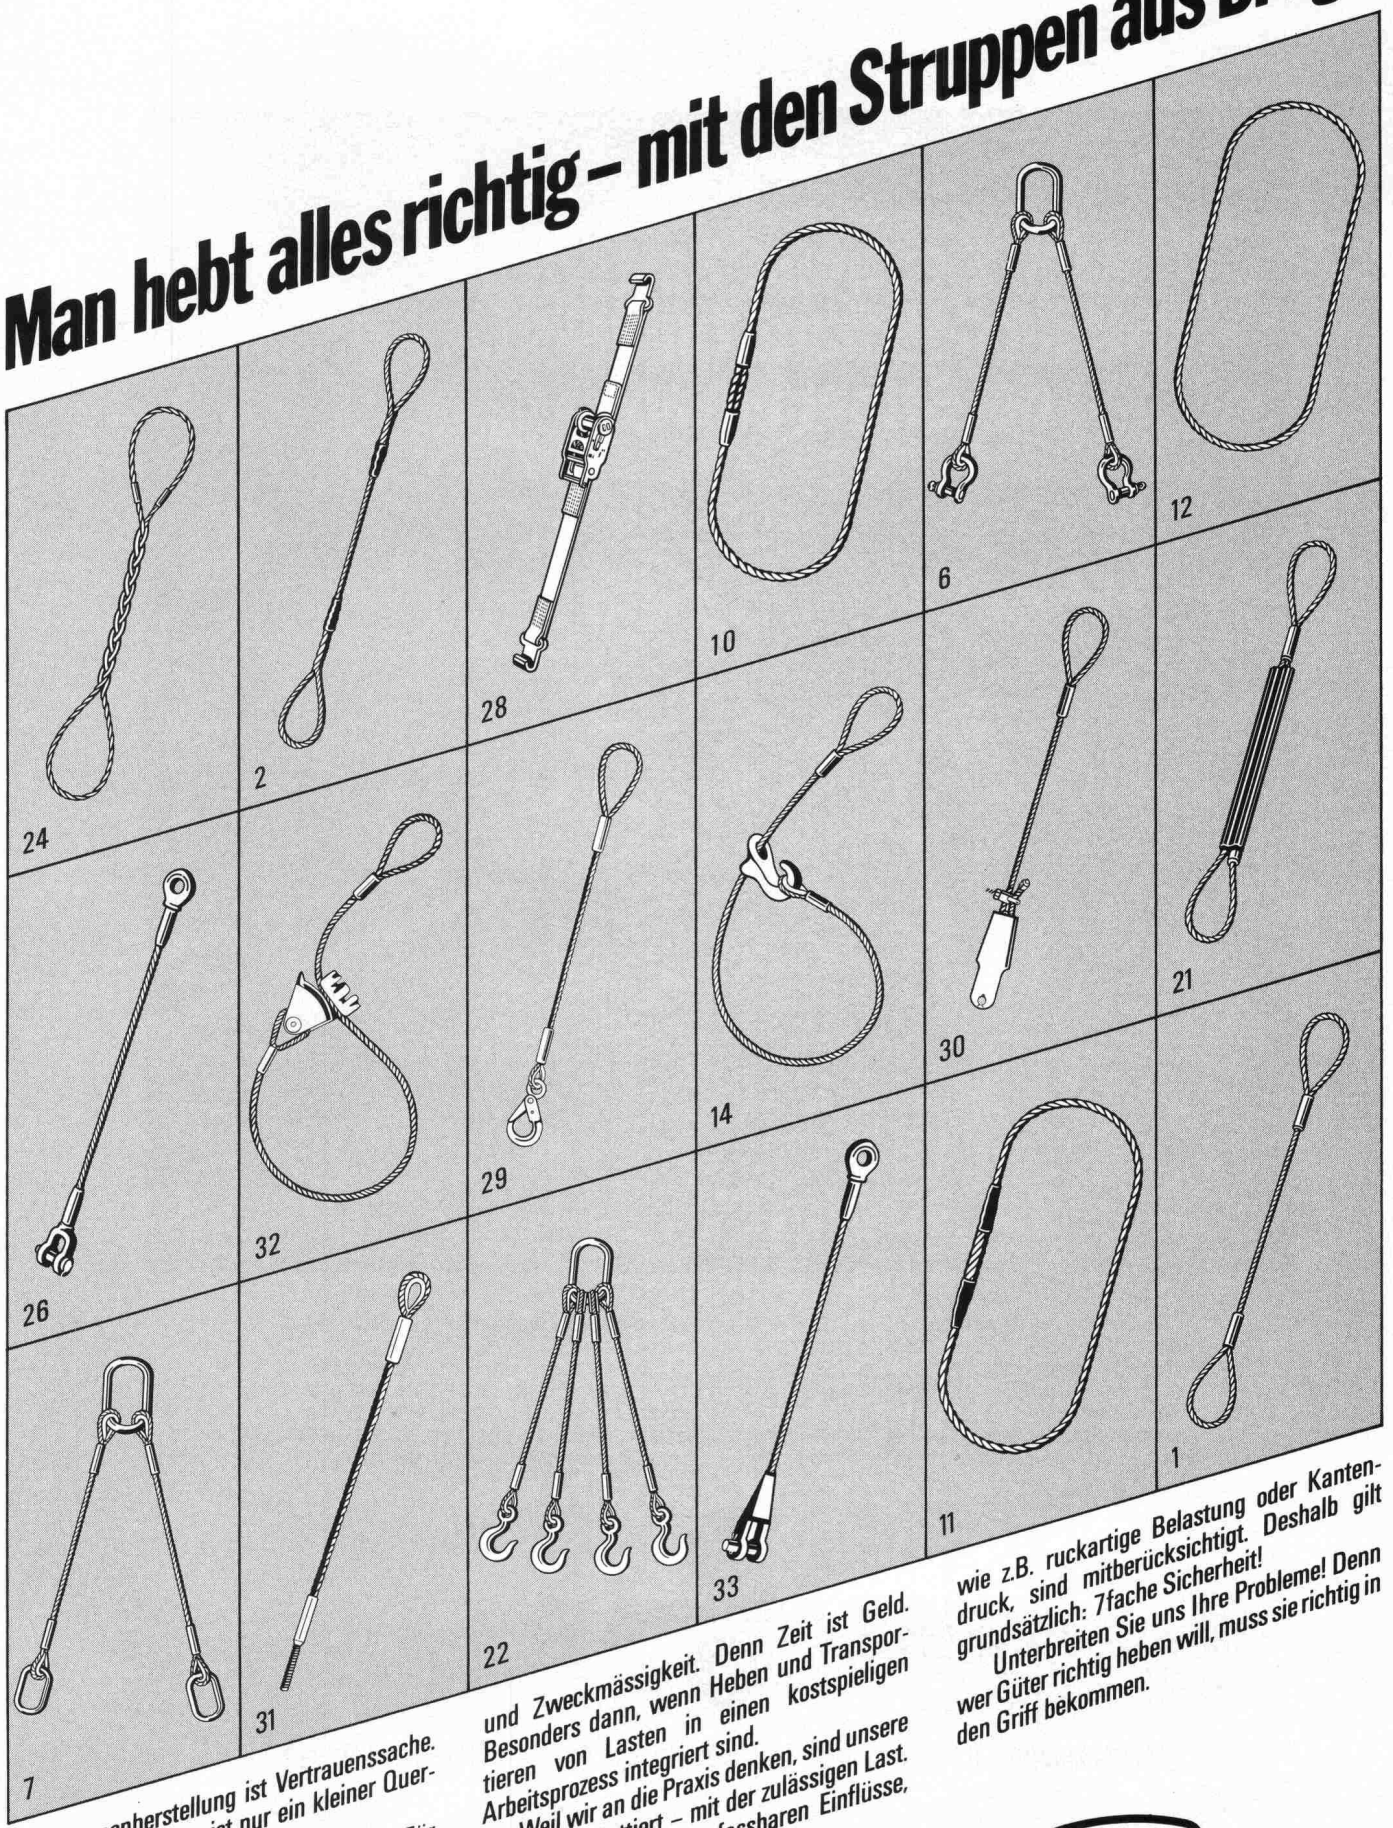 Man hebt alles richtig – mit den Struppen aus
24
2
28
10
6
12
26
32
29
14
30
21
7
31
22
33
11
1
ist Vertrauenssache.
nur ein kleiner Quer-
und Zweckmässigkeit. Denn Zeit ist Geld.
Besonders dann, wenn Heben und Transpor-
tieren von Lasten in einen kostspieligen
Arbeitsprozess integriert sind.
Weil wir an die Praxis denken, sind unsere
– mit der zulässigen Last.
Einflüsse,
wie z.B. ruckartige Belastung oder Kanten-
druck, sind mitberücksichtigt. Deshalb gilt
grundsätzlich: 7fache Sicherheit!
Unterbreiten Sie uns Ihre Probleme! Denn
wer Güter richtig heben will, muss sie richtig in
den Griff bekommen.